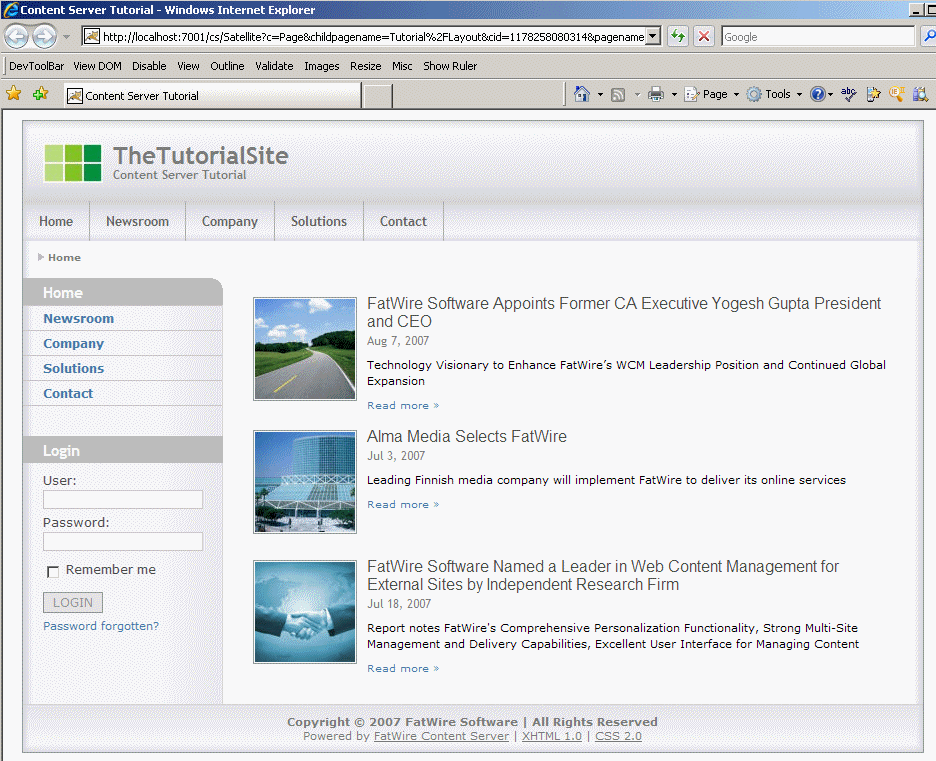 Content Server Tutorial - Windows Internet Explorer
http://localhost:7001/cs/Satellite?c=Page&childpagename=Tutorial%2FLayout&cid=1178258080314&pagename
Google
DevToolBar View DOM Disable View Outline Validate Images Resize Misc Show Ruler
Content Server Tutorial
Page
Tools
TheTutorialSite
Content Server Tutorial
Home Newsroom Company Solutions Contact
Home
Home
Newsroom
Company
Solutions
Contact
Login
User:
Password:
Remember me
LOGIN
Password forgotten?
FatWire Software Appoints Former CA Executive Yogesh Gupta President
and CEO
Aug 7, 2007
Technology Visionary to Enhance FatWire’s WCM Leadership Position and Continued Global
Expansion
Read more »
Alma Media Selects FatWire
Jul 3, 2007
Leading Finnish media company will implement FatWire to deliver its online services
Read more »
FatWire Software Named a Leader in Web Content Management for
External Sites by Independent Research Firm
Jul 18, 2007
Report notes FatWire's Comprehensive Personalization Functionality, Strong Multi-Site
Management and Delivery Capabilities, Excellent User Interface for Managing Content
Read more »
Copyright © 2007 FatWire Software | All Rights Reserved
Powered by FatWire Content Server | XHTML 1.0 | CSS 2.0